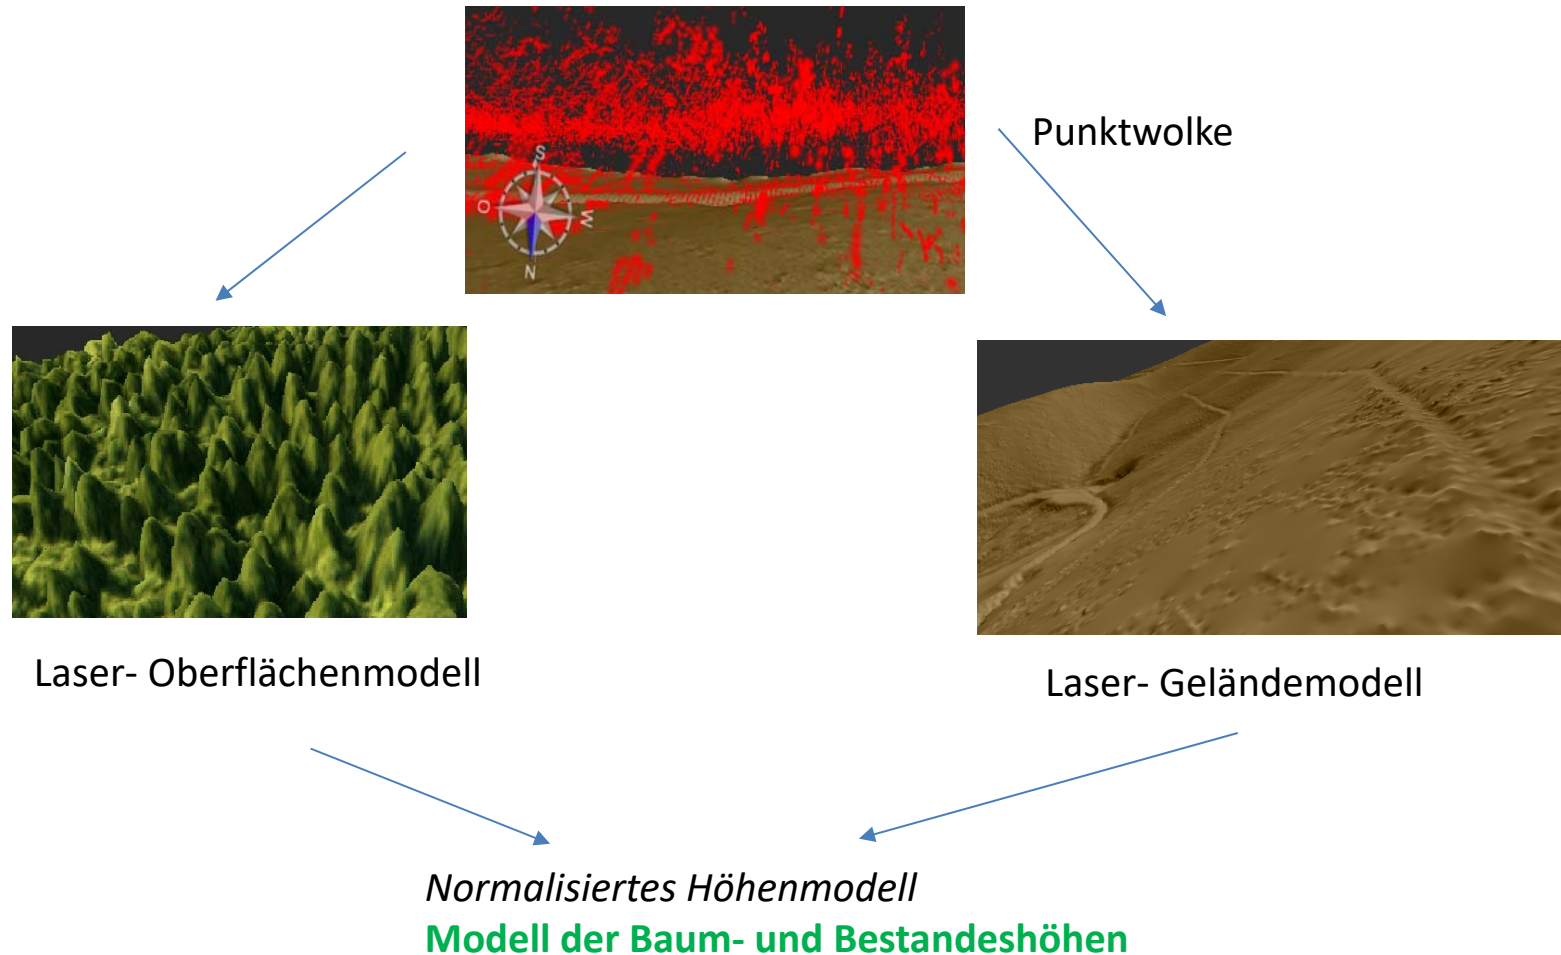 Punktwolke
S
O
W
N
Laser- Oberflächenmodell
Laser- Geländemodell
Normalisiertes Höhenmodell
Modell der Baum- und Bestandeshöhen